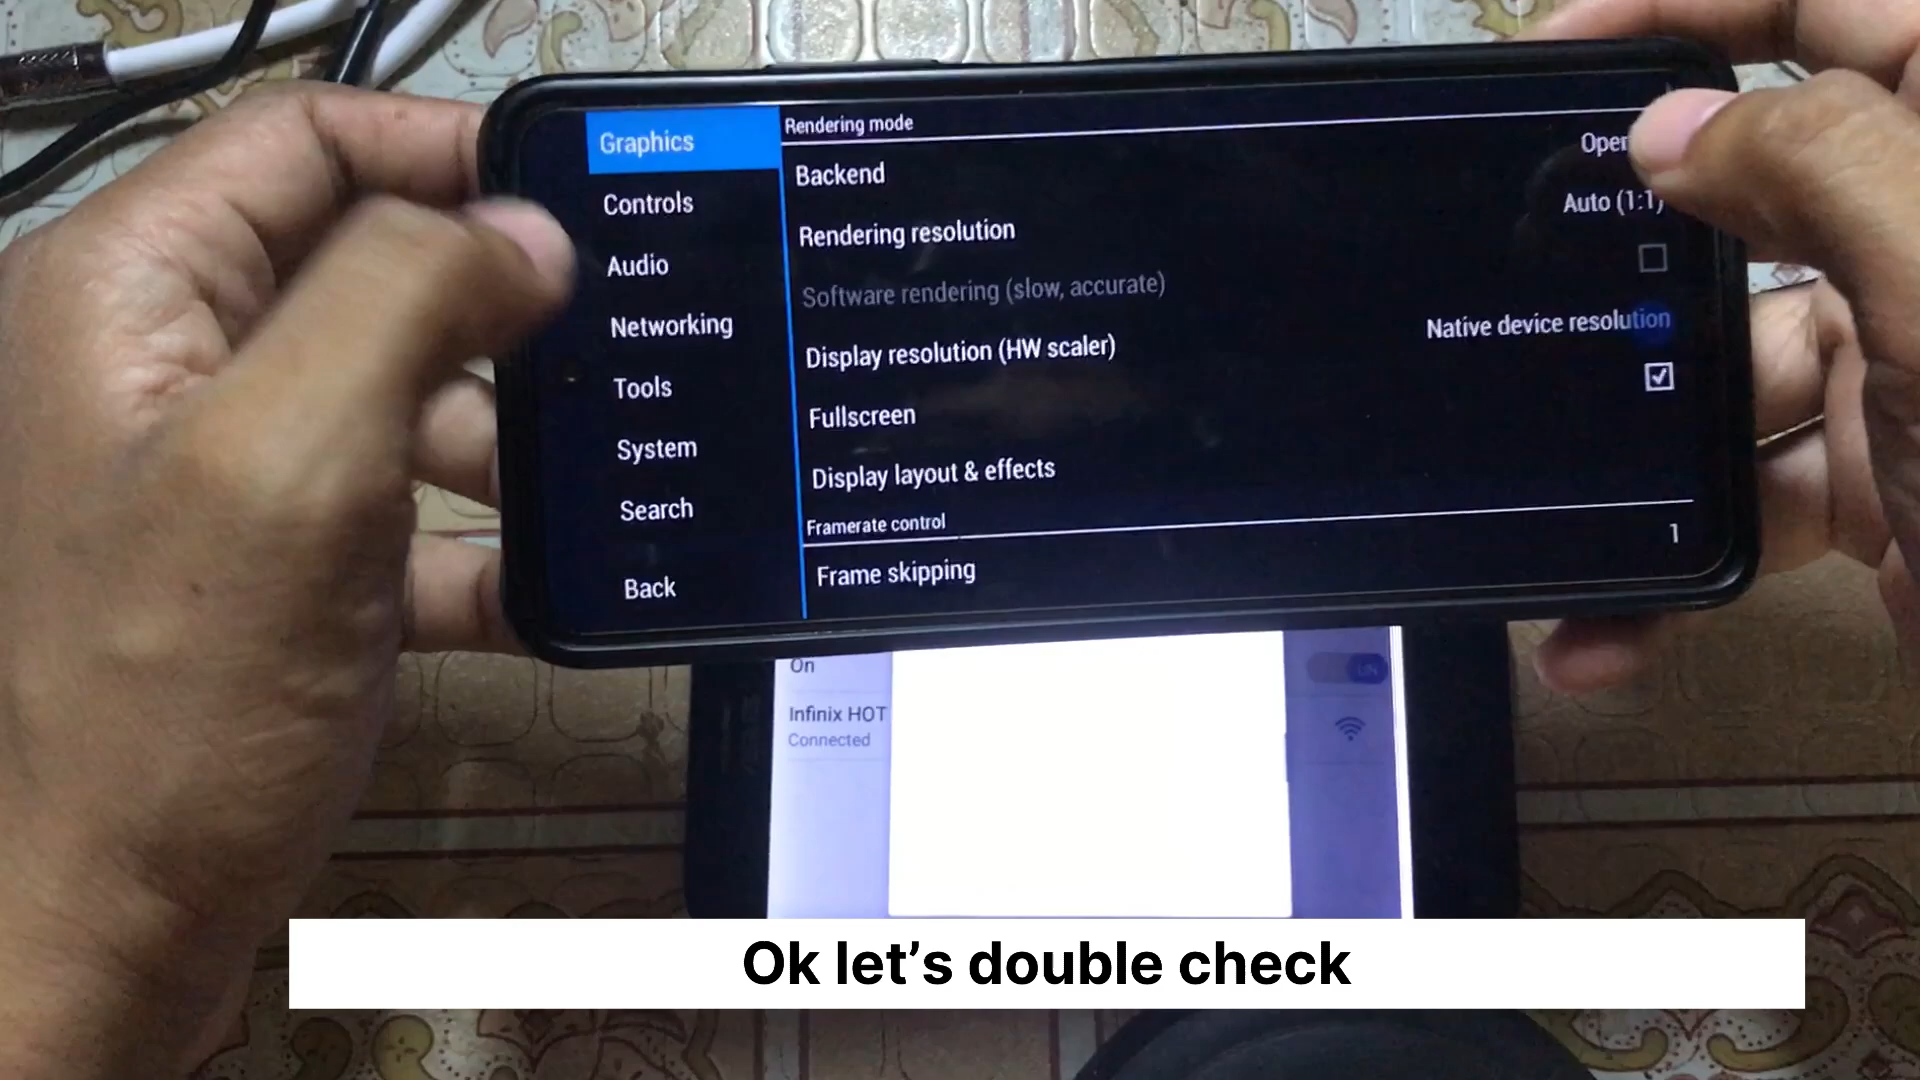 Graphics
Controls
Audio
Networking
Tools
System
Search
Back
Rendering mode
Backend
Rendering resolution
Auto (1:1)
Software rendering (slow, accurate)
Display resolution (HW scaler)
Native device resolution
Fullscreen
Display layout & effects
Framerate control
Frame skipping
1
On
Infinix HOT
Connected
Ok let’s double check